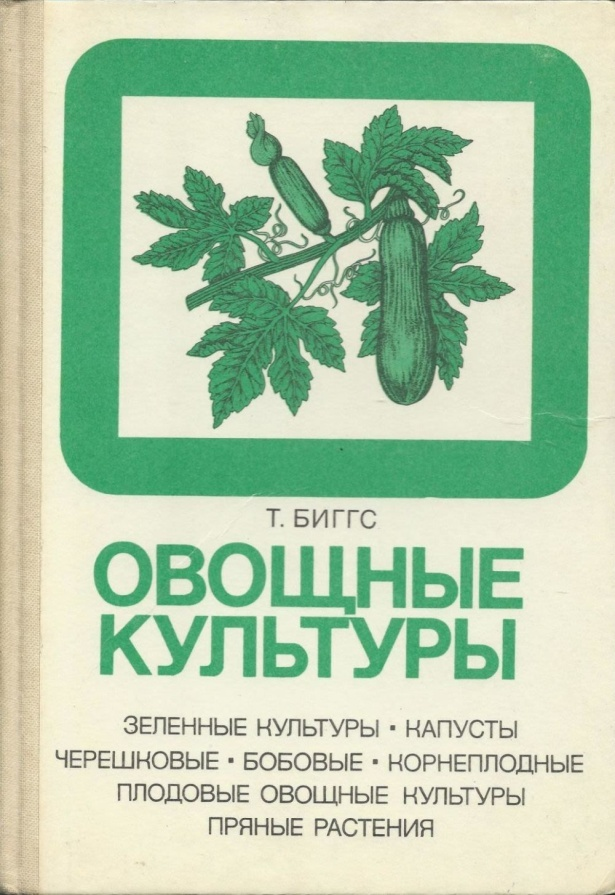 Т. БИГГС
ОВОЩНЫЕ
КУЛЬТУРЫ
ЗЕЛЕННЫЕ КУЛЬТУРЫ · КАПУСТЫ
ЧЕРЕШКОВЫЕ · БОБОВЫЕ · КОРНЕПЛОДНЫЕ
ПЛОДОВЫЕ ОВОЩНЫЕ КУЛЬТУРЫ
ПРЯНЫЕ РАСТЕНИЯ